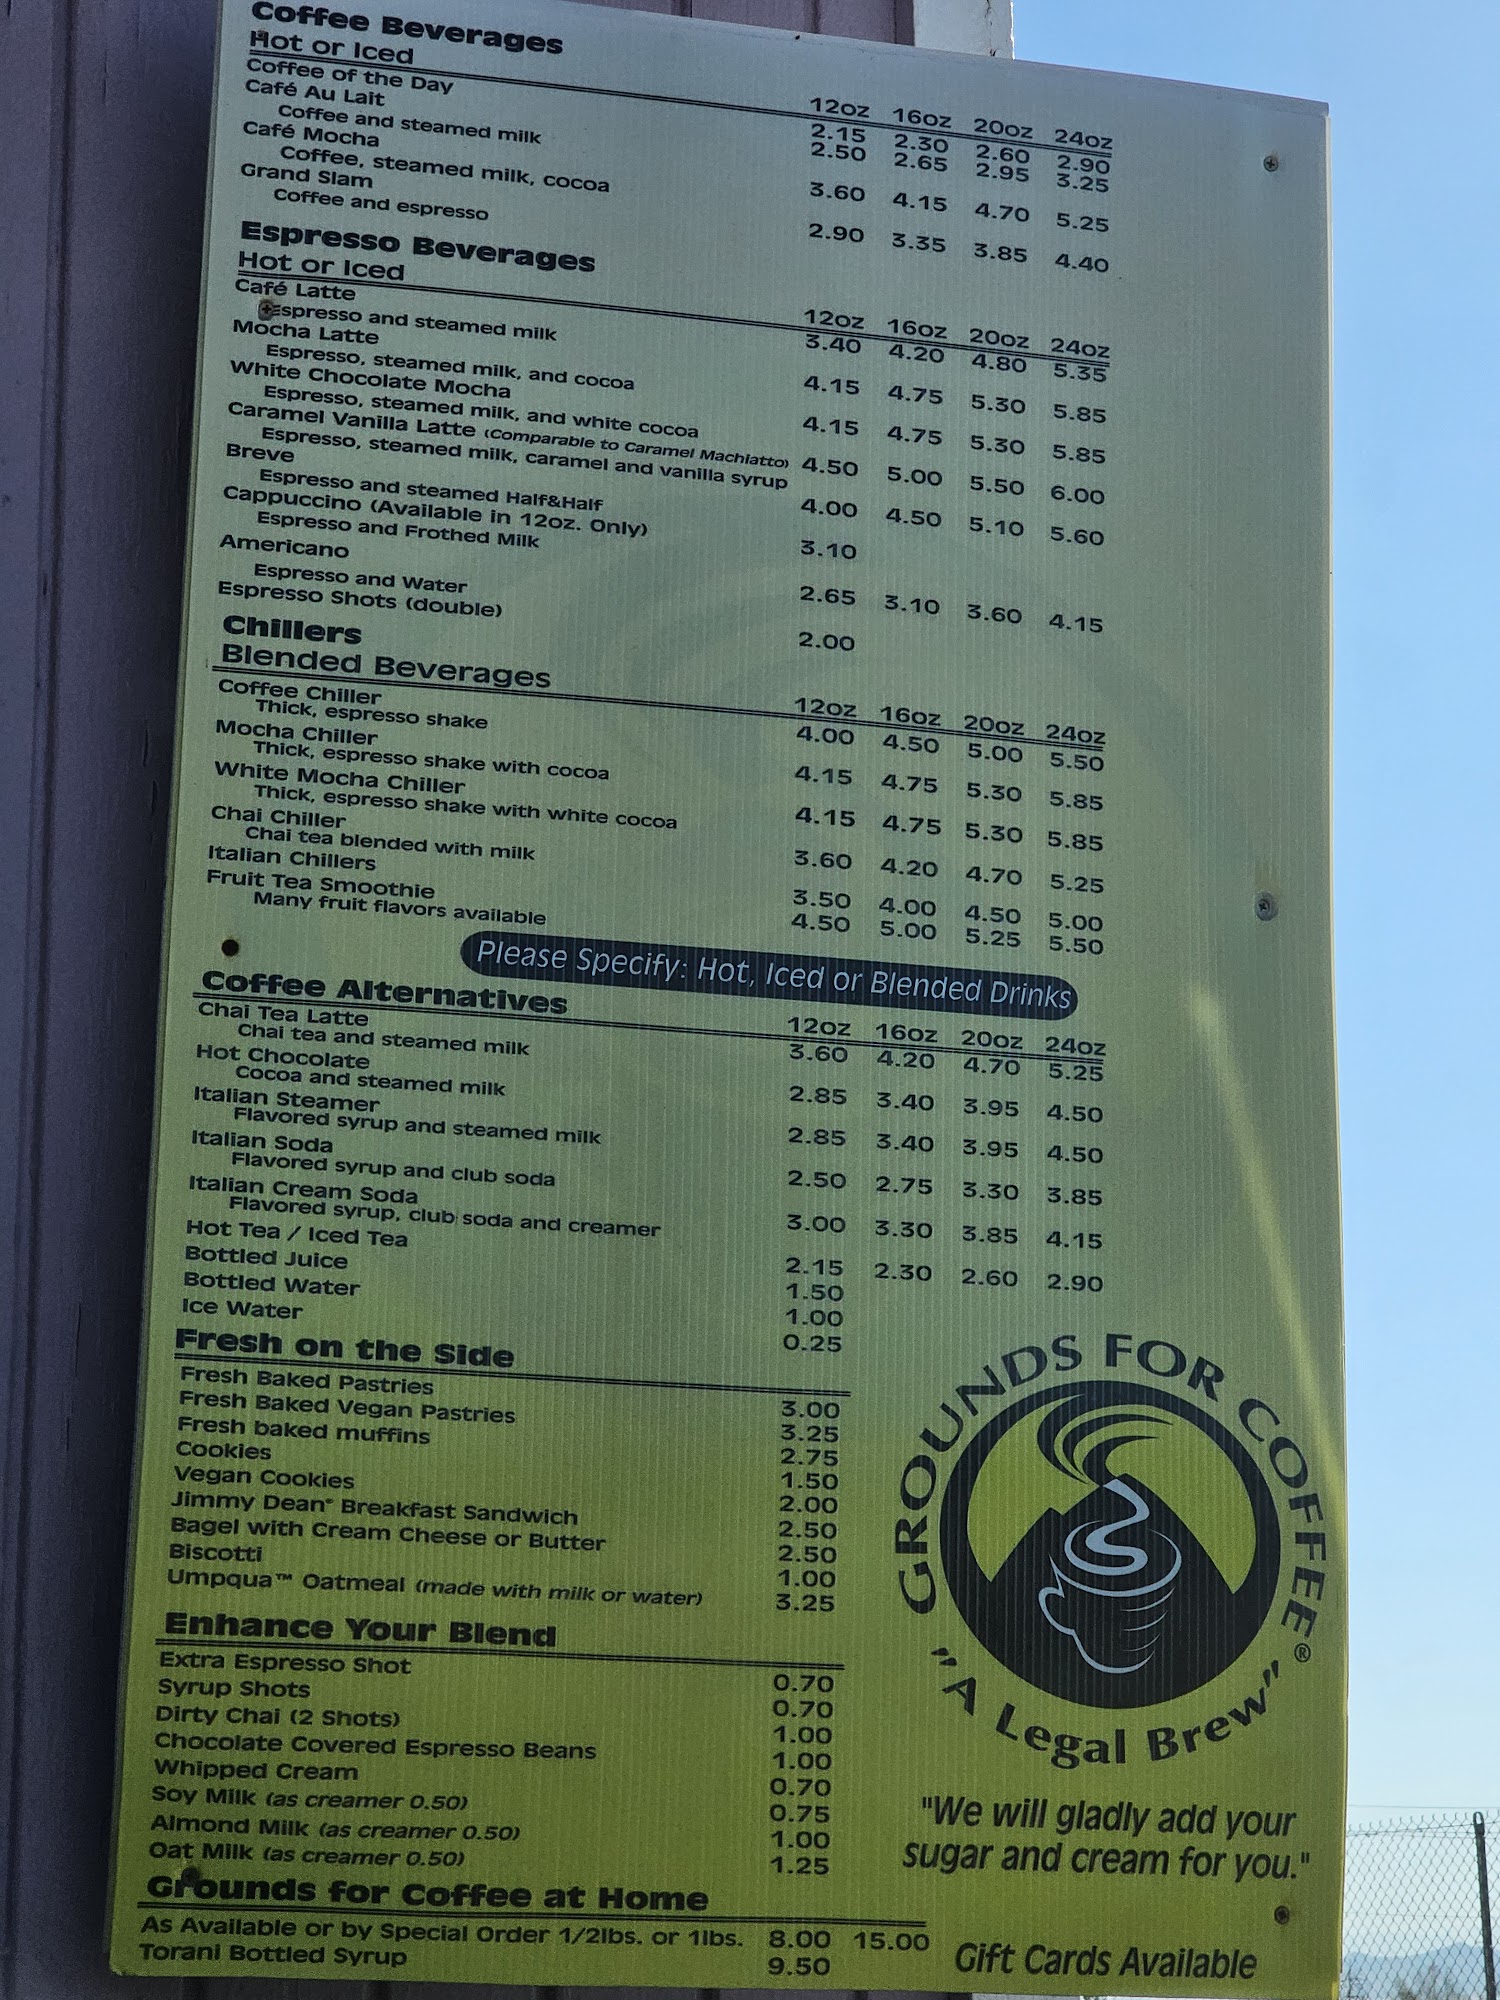 Coffee Beverages
Hot or Iced 12oz 16oz 20oz 24oz
Coffee of the Day 2.15 2.30 2.60 2.90
Café Au Lait 2.50 2.65 2.95 3.25
Coffee and steamed milk
Café Mocha 3.60 4.15 4.70 5.25
Coffee, steamed milk, cocoa
Grand Slam 2.90 3.35 3.85 4.40
Coffee and espresso
Espresso Beverages
Hot or Iced 12oz 16oz 20oz 24oz
Café Latte 3.40 4.20 4.80 5.35
Espresso and steamed milk
Mocha Latte 4.15 4.75 5.30 5.85
Espresso, steamed milk, and cocoa
White Chocolate Mocha 4.15 4.75 5.30 5.85
Espresso, steamed milk, and white cocoa
Caramel Vanilla Latte (Comparable to Caramel Machiatto) 4.50 5.00 5.50 6.00
Espresso, steamed milk, caramel and vanilla syrup
Breve 4.00 4.50 5.10 5.60
Espresso and steamed Half&Half
Cappuccino (Available in 12oz. Only) 3.10
Espresso and Frothed Milk
Americano 2.65 3.10 3.60 4.15
Espresso and Water
Espresso Shots (double) 2.00
Chillers
Blended Beverages 12oz 16oz 20oz 24oz
Coffee Chiller 4.00 4.50 5.00 5.50
Thick, espresso shake
Mocha Chiller 4.15 4.75 5.30 5.85
Thick, espresso shake with cocoa
White Mocha Chiller 4.15 4.75 5.30 5.85
Thick, espresso shake with white cocoa
Chai Chiller 3.60 4.20 4.70 5.25
Chai tea blended with milk
Italian Chillers 3.50 4.00 4.50 5.00
Fruit Tea Smoothie 4.50 5.00 5.25 5.50
Many fruit flavors available
Please Specify: Hot, Iced or Blended Drinks
Coffee Alternatives 12oz 16oz 20oz 24oz
Chai Tea Latte 3.60 4.20 4.70 5.25
Chai tea and steamed milk
Hot Chocolate 2.85 3.40 3.95 4.50
Cocoa and steamed milk
Italian Steamer 2.85 3.40 3.95 4.50
Flavored syrup and steamed milk
Italian Soda 2.50 2.75 3.30 3.85
Flavored syrup and club soda
Italian Cream Soda 3.00 3.30 3.85 4.15
Flavored syrup, club soda and creamer
Hot Tea / Iced Tea 2.15 2.30 2.60 2.90
Bottled Juice 1.50
Bottled Water 1.00
Ice Water 0.25
Fresh on the Side
Fresh Baked Pastries 3.00
Fresh Baked Vegan Pastries 3.25
Fresh baked muffins 2.75
Cookies 1.50
Vegan Cookies 2.00
Jimmy Dean® Breakfast Sandwich 2.50
Bagel with Cream Cheese or Butter 2.50
Biscotti 1.00
Umpqua™ Oatmeal (made with milk or water) 3.25
Enhance Your Blend
Extra Espresso Shot 0.70
Syrup Shots 0.70
Dirty Chai (2 Shots) 1.00
Chocolate Covered Espresso Beans 1.00
Whipped Cream 0.70
Soy Milk (as creamer 0.50) 0.75
Almond Milk (as creamer 0.50) 1.00
Oat Milk (as creamer 0.50) 1.25
Grounds for Coffee at Home
As Available or by Special Order 1/2lbs. or 1lbs. 8.00 15.00
Torani Bottled Syrup 9.50
GROUNDS FOR COFFEE®
"A Legal Brew"
"We will gladly add your
sugar and cream for you."
Gift Cards Available